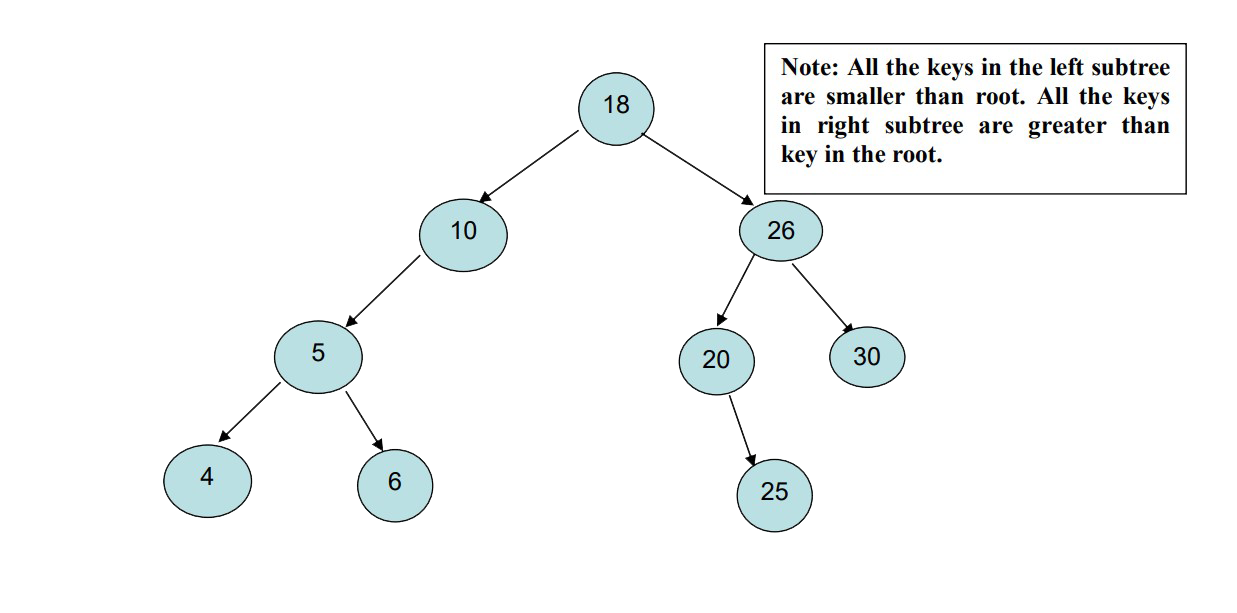 Note: All the keys in the left subtree
are smaller than root. All the keys
in right subtree are greater than
key in the root.
18
10
26
5
20
30
4
6
25